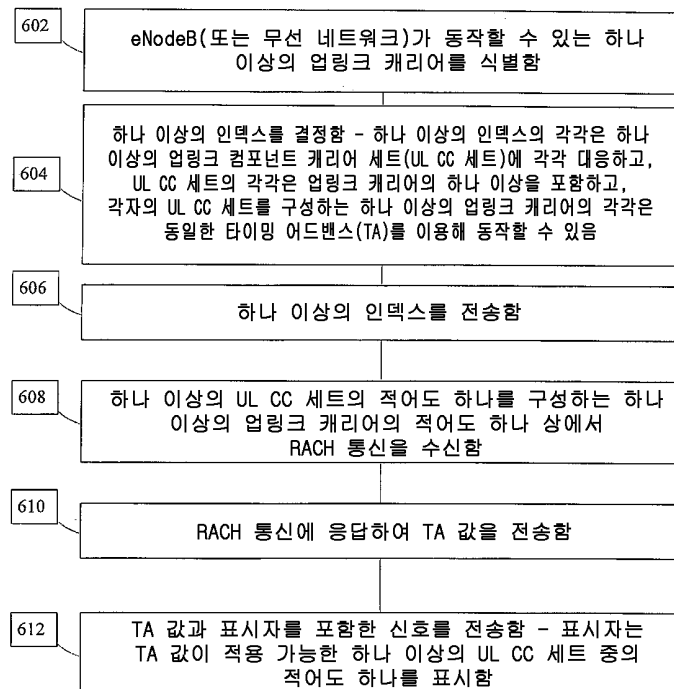 602
eNodeB(또는 무선 네트워크)가 동작할 수 있는 하나
이상의 업링크 캐리어를 식별함
604
하나 이상의 인덱스를 결정함 - 하나 이상의 인덱스의 각각은 하나
이상의 업링크 컴포넌트 캐리어 세트(UL CC 세트)에 각각 대응하고,
UL CC 세트의 각각은 업링크 캐리어의 하나 이상을 포함하고,
각자의 UL CC 세트를 구성하는 하나 이상의 업링크 캐리어의 각각은
동일한 타이밍 어드밴스(TA)를 이용해 동작할 수 있음
606
하나 이상의 인덱스를 전송함
608
하나 이상의 UL CC 세트의 적어도 하나를 구성하는 하나
이상의 업링크 캐리어의 적어도 하나 상에서
RACH 통신을 수신함
610
RACH 통신에 응답하여 TA 값을 전송함
612
TA 값과 표시자를 포함한 신호를 전송함 - 표시자는
TA 값이 적용 가능한 하나 이상의 UL CC 세트 중의
적어도 하나를 표시함